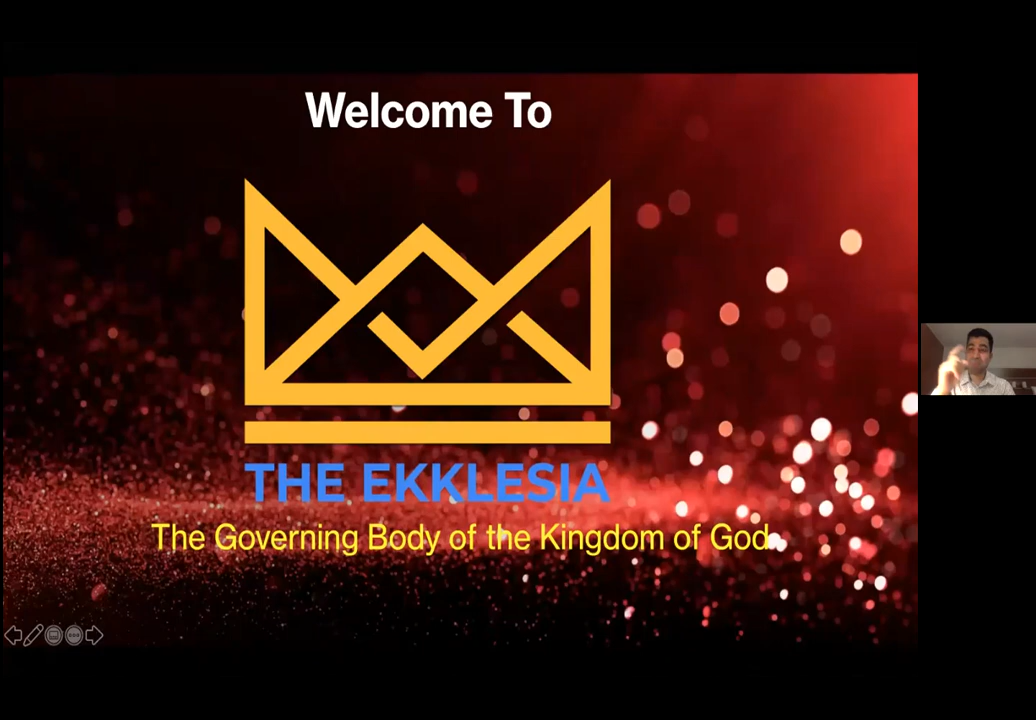 Welcome To
THE EKKLESIA
The Governing Body of the Kingdom of God